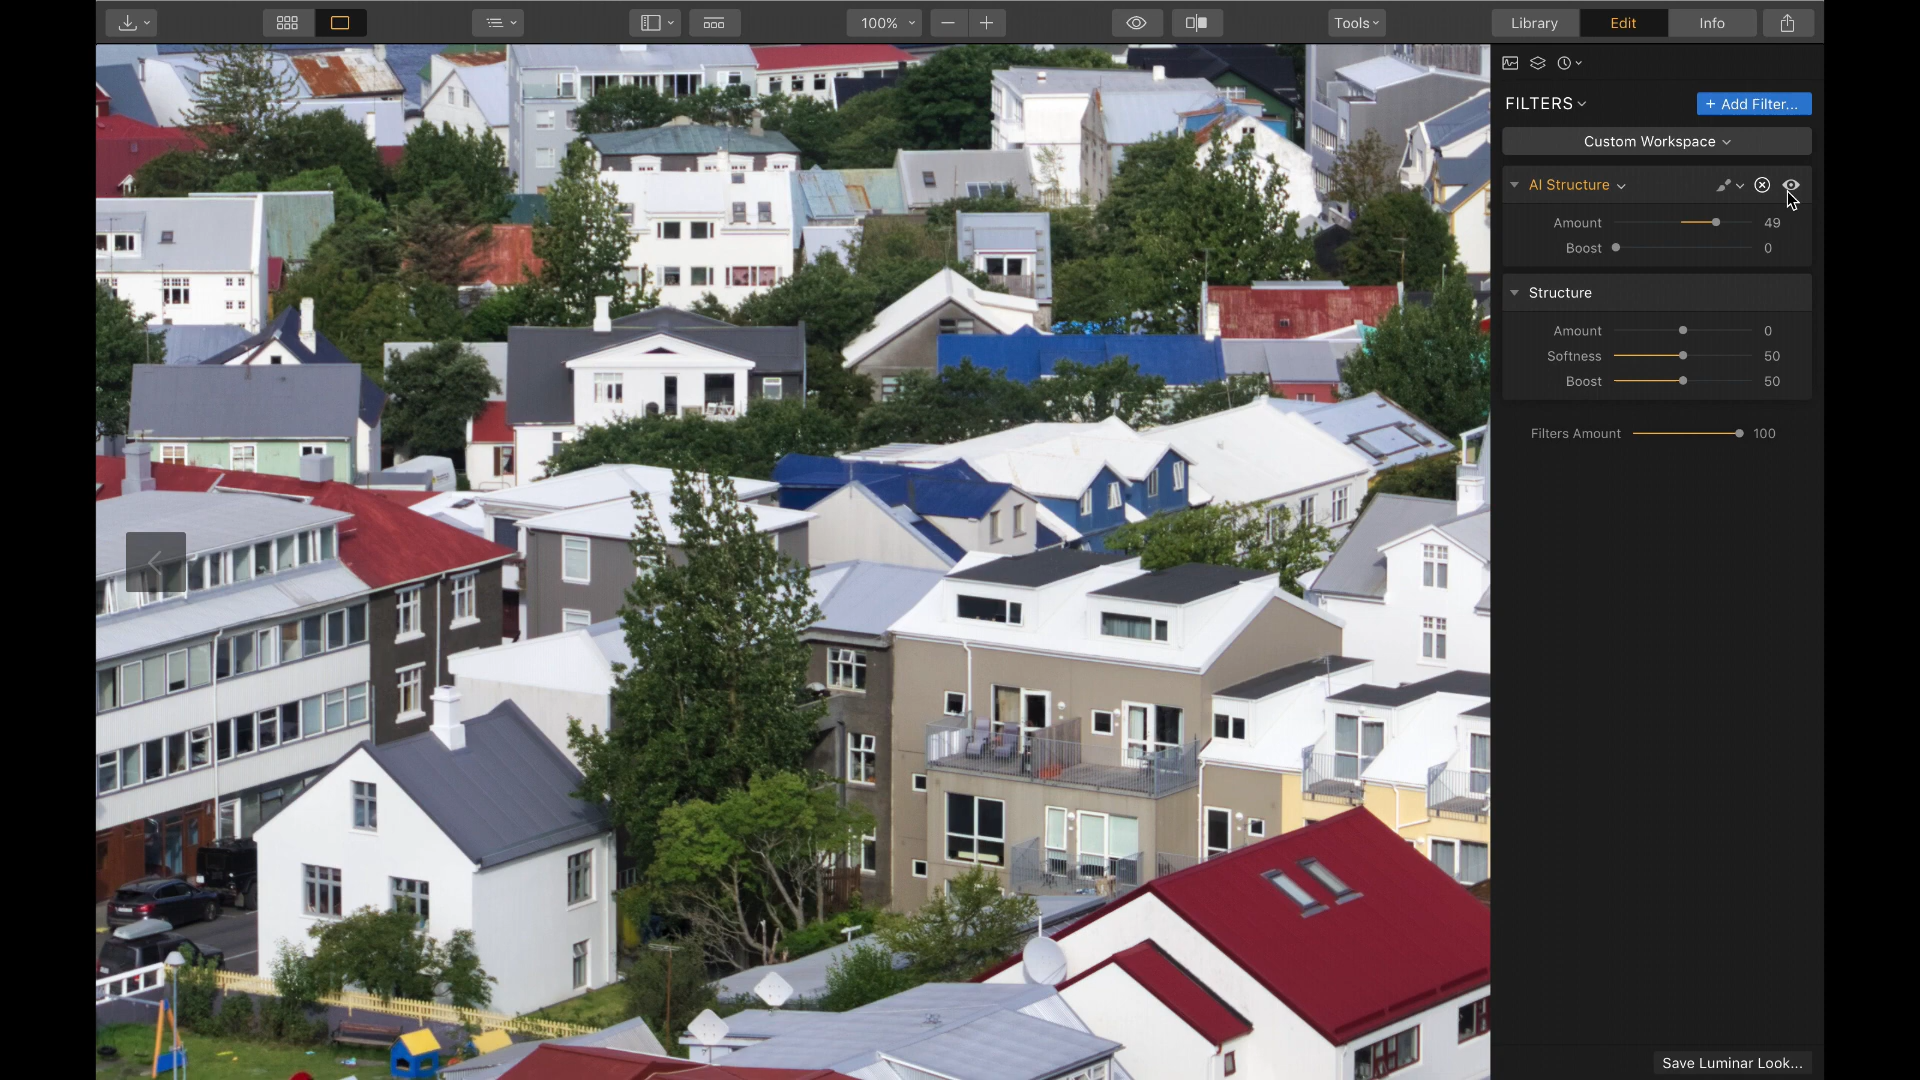 100%
Tools
Library
Edit
Info
FILTERS
+ Add Filter...
Custom Workspace
AI Structure
Amount 49
Boost 0
Structure
Amount 0
Softness 50
Boost 50
Filters Amount 100
Save Luminar Look...